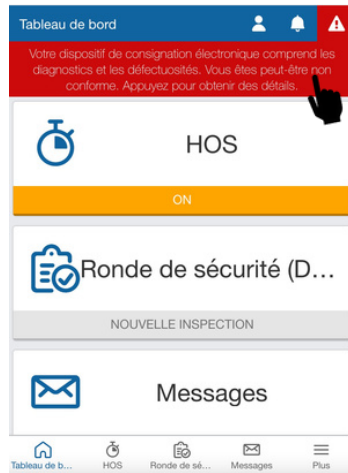 Tableau de bord
Votre dispositif de consignation électronique comprend les
diagnostics et les défectuosités. Vous êtes peut-être non
conforme. Appuyez pour obtenir des détails.
HOS
ON
Ronde de sécurité (D...
NOUVELLE INSPECTION
Messages
Tableau de b... HOS Ronde de sé... Messages Plus